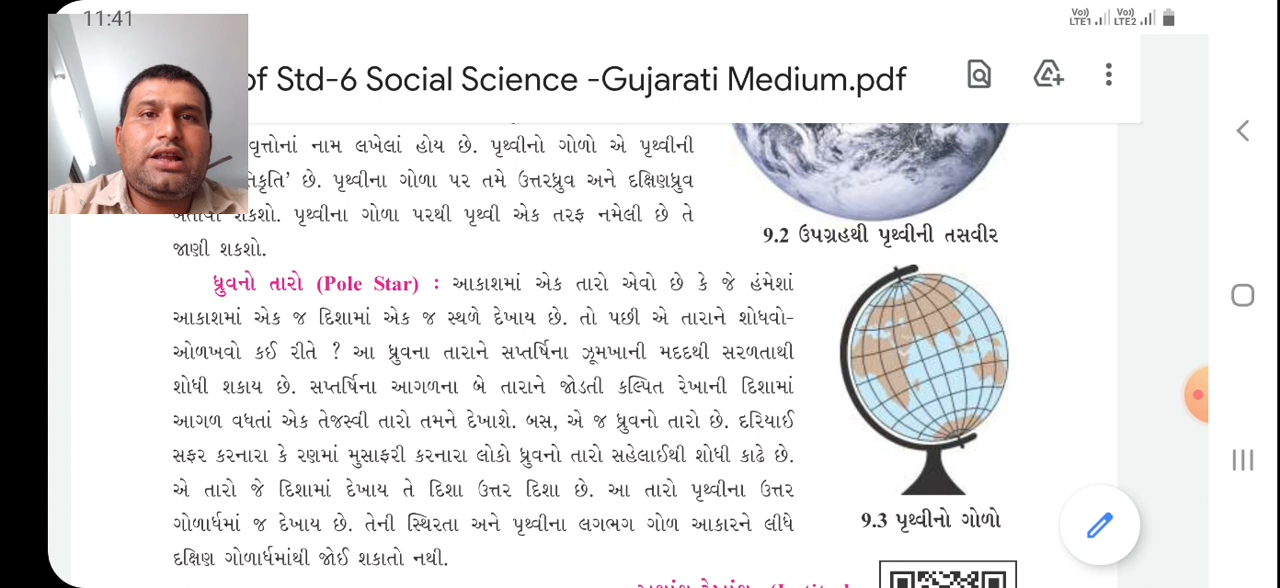 11:41
Vo) LTE1 Vo) LTE2
of Std-6 Social Science -Gujarati Medium.pdf
વૃત્તોનાં નામ લખેલાં હોય છે. પૃથ્વીનો ગોળો એ પૃથ્વીની
છે. પૃથ્વીના ગોળા પર તમે ઉત્તરધ્રુવ અને દક્ષિણધ્રુવ
શકશો. પૃથ્વીના ગોળા પરથી પૃથ્વી એક તરફ નમેલી છે તે
જાણી શકશો.
9.2 ઉપગ્રહથી પૃથ્વીની તસવીર
ધ્રુવનો તારો (Pole Star) : આકાશમાં એક તારો એવો છે કે જે હંમેશાં
આકાશમાં એક જ દિશામાં એક જ સ્થળે દેખાય છે. તો પછી એ તારાને શોધવો-
ઓળખવો કઈ રીતે ? આ ધ્રુવના તારાને સપ્તર્ષિના ઝૂમખાની મદદથી સરળતાથી
શોધી શકાય છે. સપ્તર્ષિના આગળના બે તારાને જોડતી કલ્પિત રેખાની દિશામાં
આગળ વધતાં એક તેજસ્વી તારો તમને દેખાશે. બસ, એ જ ધ્રુવનો તારો છે. દરિયાઈ
સફર કરનારા કે રણમાં મુસાફરી કરનારા લોકો ધ્રુવનો તારો સહેલાઈથી શોધી કાઢે છે.
એ તારો જે દિશામાં દેખાય તે દિશા ઉત્તર દિશા છે. આ તારો પૃથ્વીના ઉત્તર
ગોળાર્ધમાં જ દેખાય છે. તેની સ્થિરતા અને પૃથ્વીના લગભગ ગોળ આકારને લીધે
દક્ષિણ ગોળાર્ધમાંથી જોઈ શકાતો નથી.
9.3 પૃથ્વીનો ગોળો